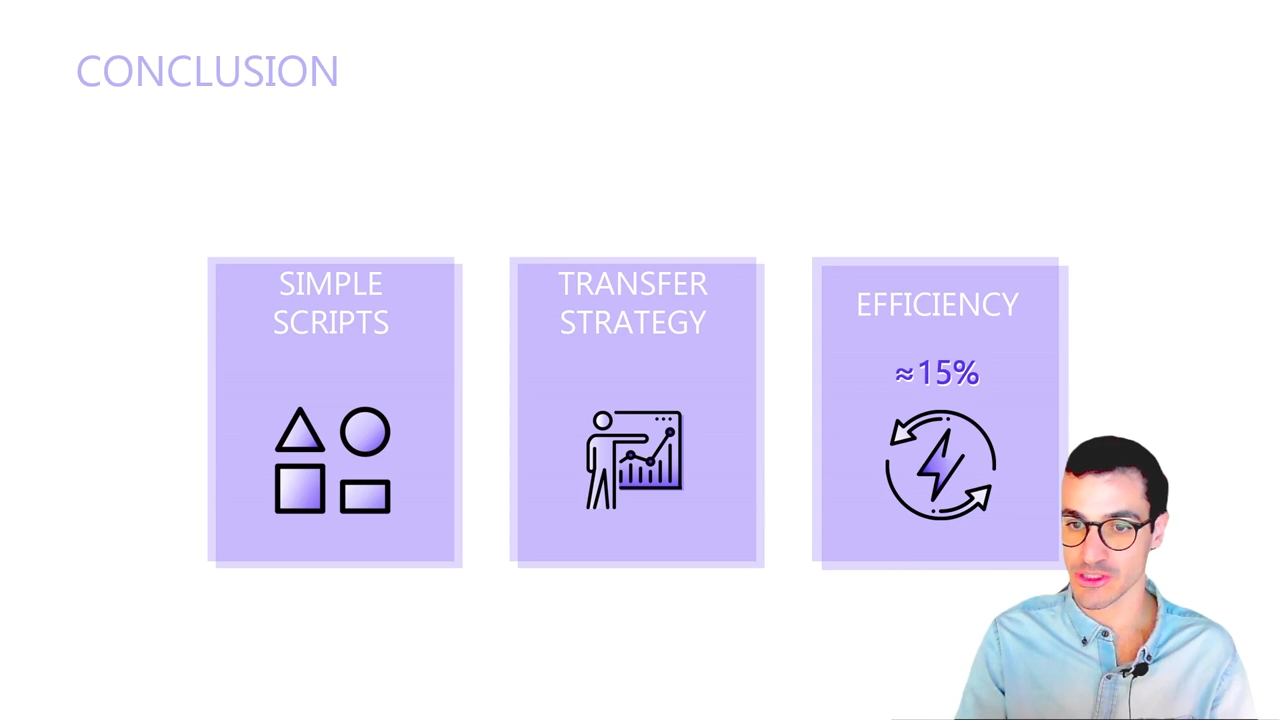 CONCLUSION
SIMPLE
SCRIPTS
TRANSFER
STRATEGY
EFFICIENCY
≈15%